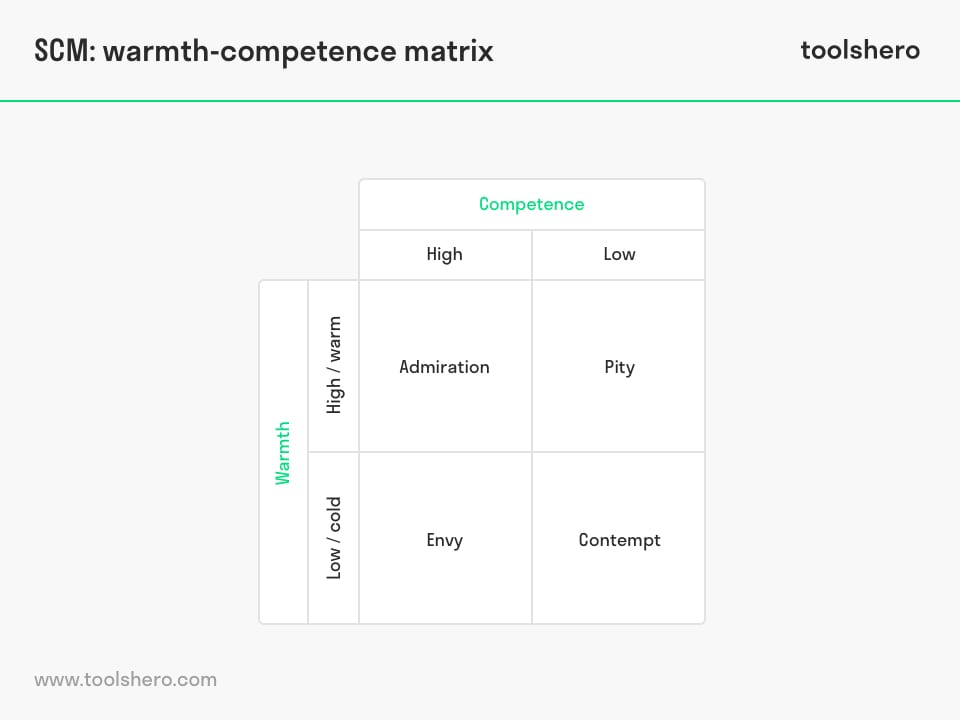 SCM: warmth-competence matrix
toolshero
Competence
High
Low
Warmth
High / warm
Admiration
Pity
Low / cold
Envy
Contempt
www.toolshero.com